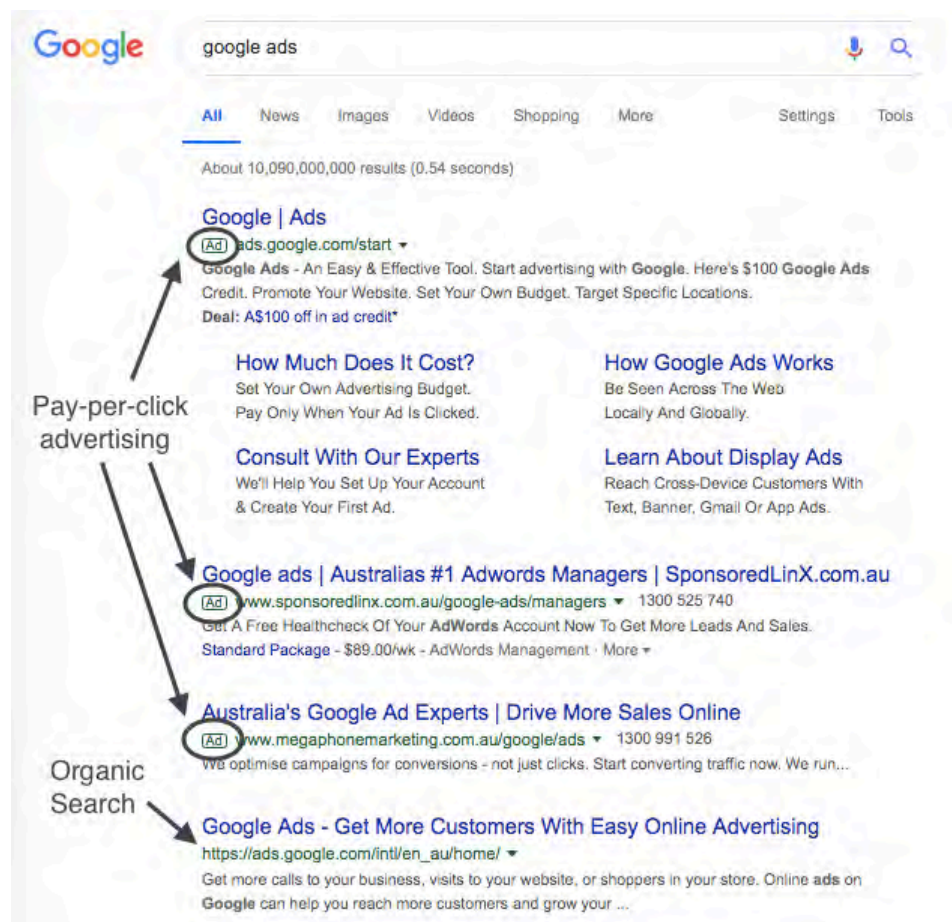 Google google ads
All News Images Videos Shopping More Settings Tools
About 10,090,000,000 results (0.54 seconds)
Google | Ads
Ad ads.google.com/start
Google Ads - An Easy & Effective Tool. Start advertising with Google. Here's $100 Google Ads
Credit. Promote Your Website. Set Your Own Budget. Target Specific Locations.
Deal: A$100 off in ad credit*
How Much Does It Cost?
Set Your Own Advertising Budget.
Pay Only When Your Ad Is Clicked.
How Google Ads Works
Be Seen Across The Web
Locally And Globally.
Pay-per-click
advertising
Consult With Our Experts
We'll Help You Set Up Your Account
& Create Your First Ad.
Learn About Display Ads
Reach Cross-Device Customers With
Text, Banner, Gmail Or App Ads.
Google ads | Australias #1 Adwords Managers | SponsoredLinX.com.au
Ad www.sponsoredlinx.com.au/google-ads/managers 1300 525 740
Get A Free Healthcheck Of Your AdWords Account Now To Get More Leads And Sales.
Standard Package - $89.00/wk - AdWords Management · More
Australia's Google Ad Experts | Drive More Sales Online
Ad www.megaphonemarketing.com.au/google/ads 1300 991 526
We optimise campaigns for conversions - not just clicks. Start converting traffic now. We run...
Organic
Search
Google Ads - Get More Customers With Easy Online Advertising
https://ads.google.com/intl/en_au/home/
Get more calls to your business, visits to your website, or shoppers in your store. Online ads on
Google can help you reach more customers and grow your ...